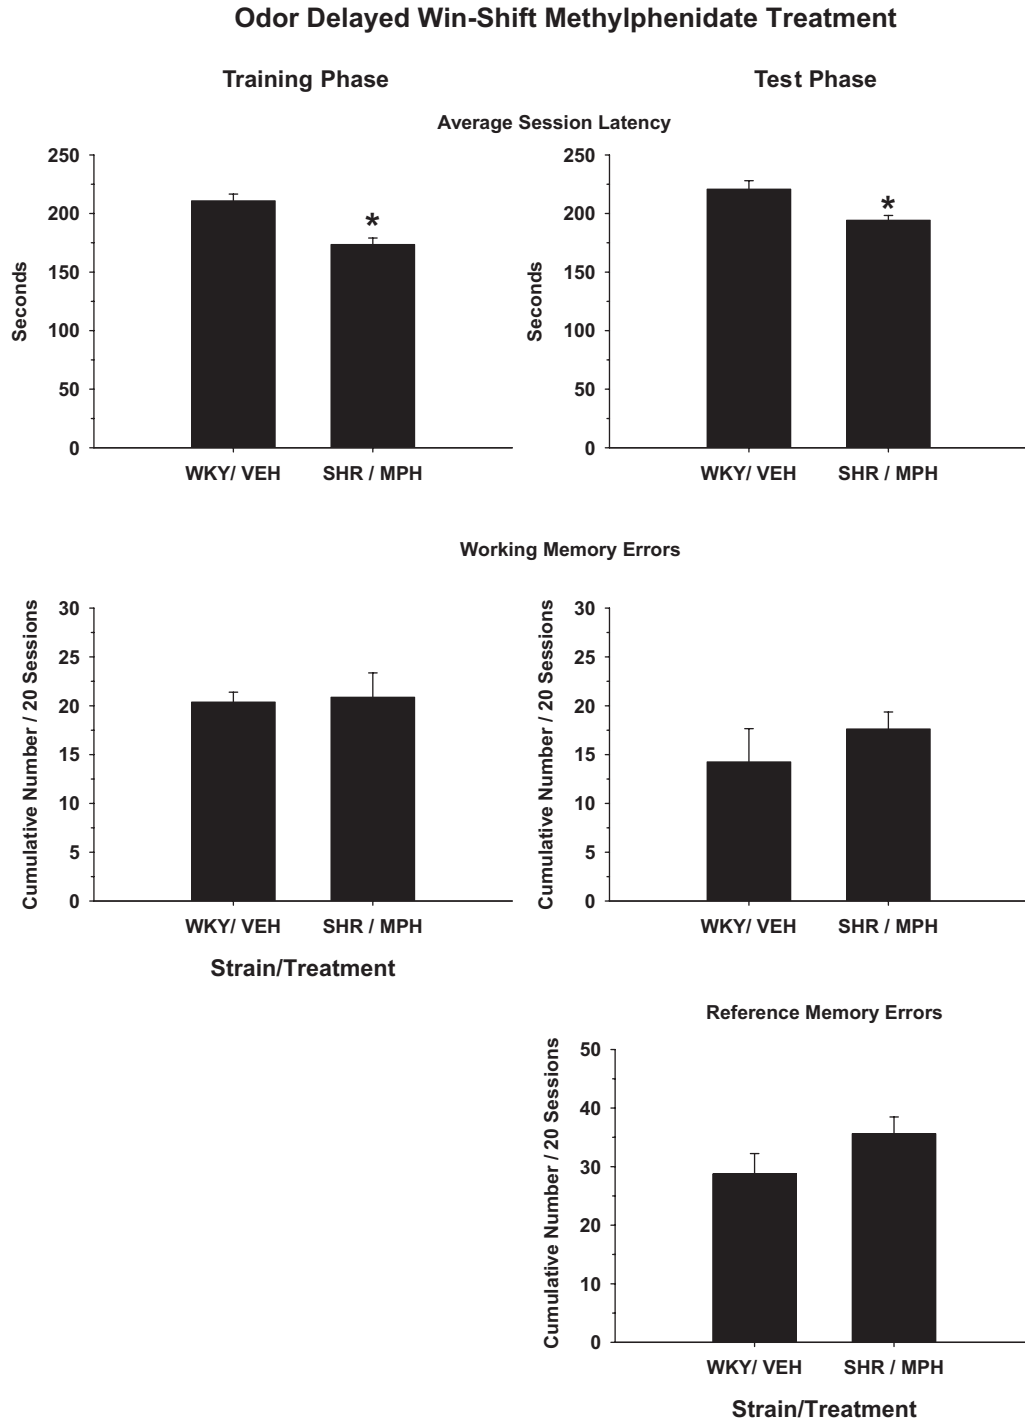 Odor Delayed Win-Shift Methylphenidate Treatment
Training Phase
Test Phase
Average Session Latency
250
200
150
100
50
0
Seconds
*
WKY/ VEH
SHR / MPH
250
200
150
100
50
0
Seconds
*
WKY/ VEH
SHR / MPH
Working Memory Errors
30
25
20
15
10
5
0
Cumulative Number / 20 Sessions
WKY/ VEH
SHR / MPH
Strain/Treatment
30
25
20
15
10
5
0
Cumulative Number / 20 Sessions
WKY/ VEH
SHR / MPH
Reference Memory Errors
50
40
30
20
10
0
Cumulative Number / 20 Sessions
WKY/ VEH
SHR / MPH
Strain/Treatment